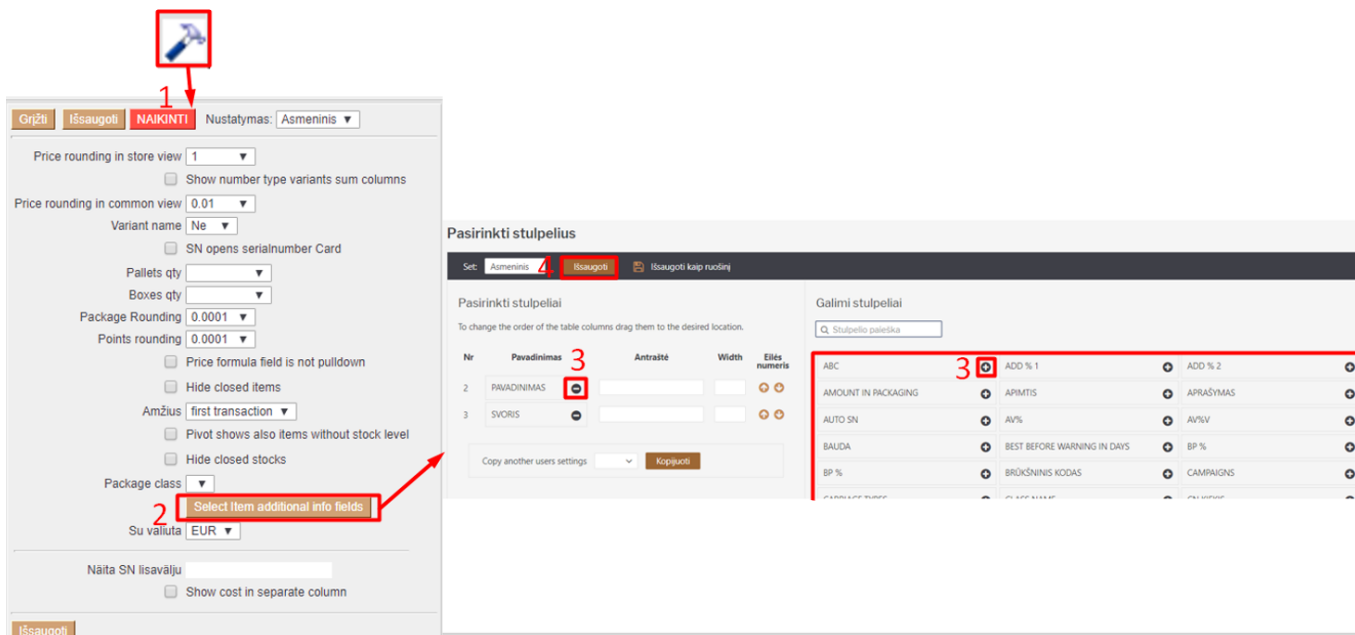 1
Grįžti Išsaugoti NAIKINTI Nustatymas: Asmeninis
Price rounding in store view 1
Show number type variants sum columns
Price rounding in common view 0.01
Variant name Ne
SN opens serialnumber Card
Pallets qty
Boxes qty
Package Rounding 0.0001
Points rounding 0.0001
Price formula field is not pulldown
Hide closed items
Amžius first transaction
Pivot shows also items without stock level
Hide closed stocks
Package class
2 Select Item additional info fields
Su valiuta EUR
Näita SN lisavälju
Show cost in separate column
Išsaugoti
Pasirinkti stulpelius
Set: Asmeninis 4 Išsaugoti Išsaugoti kaip ruošinį
Pasirinkti stulpeliai
To change the order of the table columns drag them to the desired location.
Nr Pavadinimas 3 Antraštė Width Eilės numeris
2 PAVADINIMAS
3 SVORIS
Copy another users settings Kopijuoti
Galimi stulpeliai
Stulpelio paieška
ABC 3 ADD % 1 ADD % 2
AMOUNT IN PACKAGING APIMTIS APRAŠYMAS
AUTO SN AV% AV%V
BAUDA BEST BEFORE WARNING IN DAYS BP %
BP % BRŪKŠNINIS KODAS CAMPAIGNS
CARRIAGE TYPES CLASS NAME CN KIEKIS